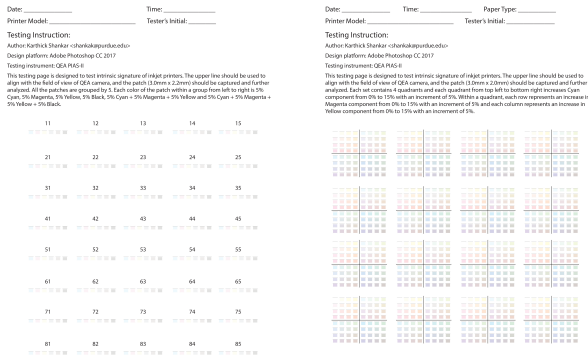 Date: ____________ Time: ____________
Printer Model: ____________________ Tester's Initial: ____________
Testing Instruction:
Author: Karthick Shankar <shankak@purdue.edu>
Design platform: Adobe Photoshop CC 2017
Testing instrument: QEA PIAS-II
This testing page is designed to test intrinsic signature of inkjet printers. The upper line should be used to
align with the field of view of QEA camera, and the patch (3.0mm x 2.2mm) should be captured and further
analyzed. All the patches are grouped by 5. Each color of the patch within a group from left to right is 5%
Cyan, 5% Magenta, 5% Yellow, 5% Black, 5% Cyan + 5% Magenta + 5% Yellow and 5% Cyan + 5% Magenta +
5% Yellow + 5% Black.
11 12 13 14 15
21 22 23 24 25
31 32 33 34 35
41 42 43 44 45
51 52 53 54 55
61 62 63 64 65
71 72 73 74 75
81 82 83 84 85
Date: ____________ Time: ____________ Paper Type: ____________
Printer Model: ____________________ Tester's Initial: ____________
Testing Instruction:
Author: Karthick Shankar <shankak@purdue.edu>
Design platform: Adobe Photoshop CC 2017
Testing instrument: QEA PIAS-II
This testing page is designed to test intrinsic signature of inkjet printers. The upper line should be used to
align with the field of view of QEA camera, and the patch (3.0mm x 2.0mm) should be captured and further
analyzed. Each set contains 4 quadrants and each quadrant from top left to bottom right increases Cyan
component from 0% to 15% with an increment of 5%. Within a quadrant, each row represents an increase in
Magenta component from 0% to 15% with an increment of 5% and each column represents an increase in
Yellow component from 0% to 15% with an increment of 5%.